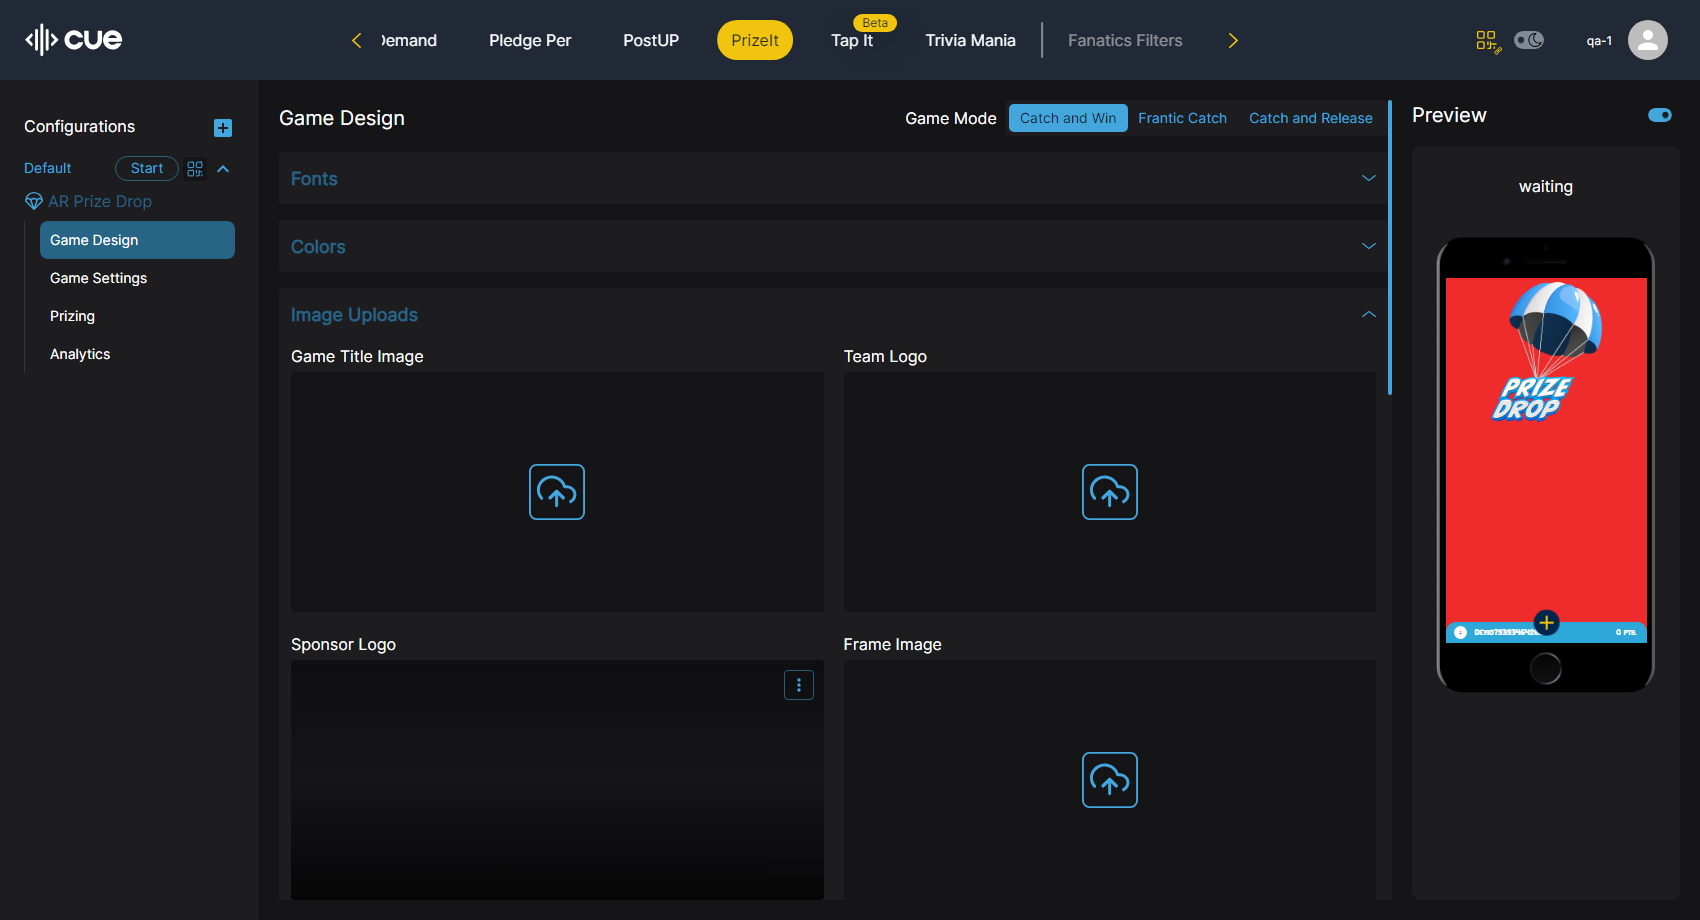 cue
Demand
Pledge Per
PostUP
PrizeIt
Beta
Tap It
Trivia Mania
Fanatics Filters
qa-1
Configurations
Default
Start
AR Prize Drop
Game Design
Game Settings
Prizing
Analytics
Game Design
Game Mode
Catch and Win
Frantic Catch
Catch and Release
Fonts
Colors
Image Uploads
Game Title Image
Team Logo
Sponsor Logo
Frame Image
Preview
waiting
PRIZE
DROP
0 PTS.